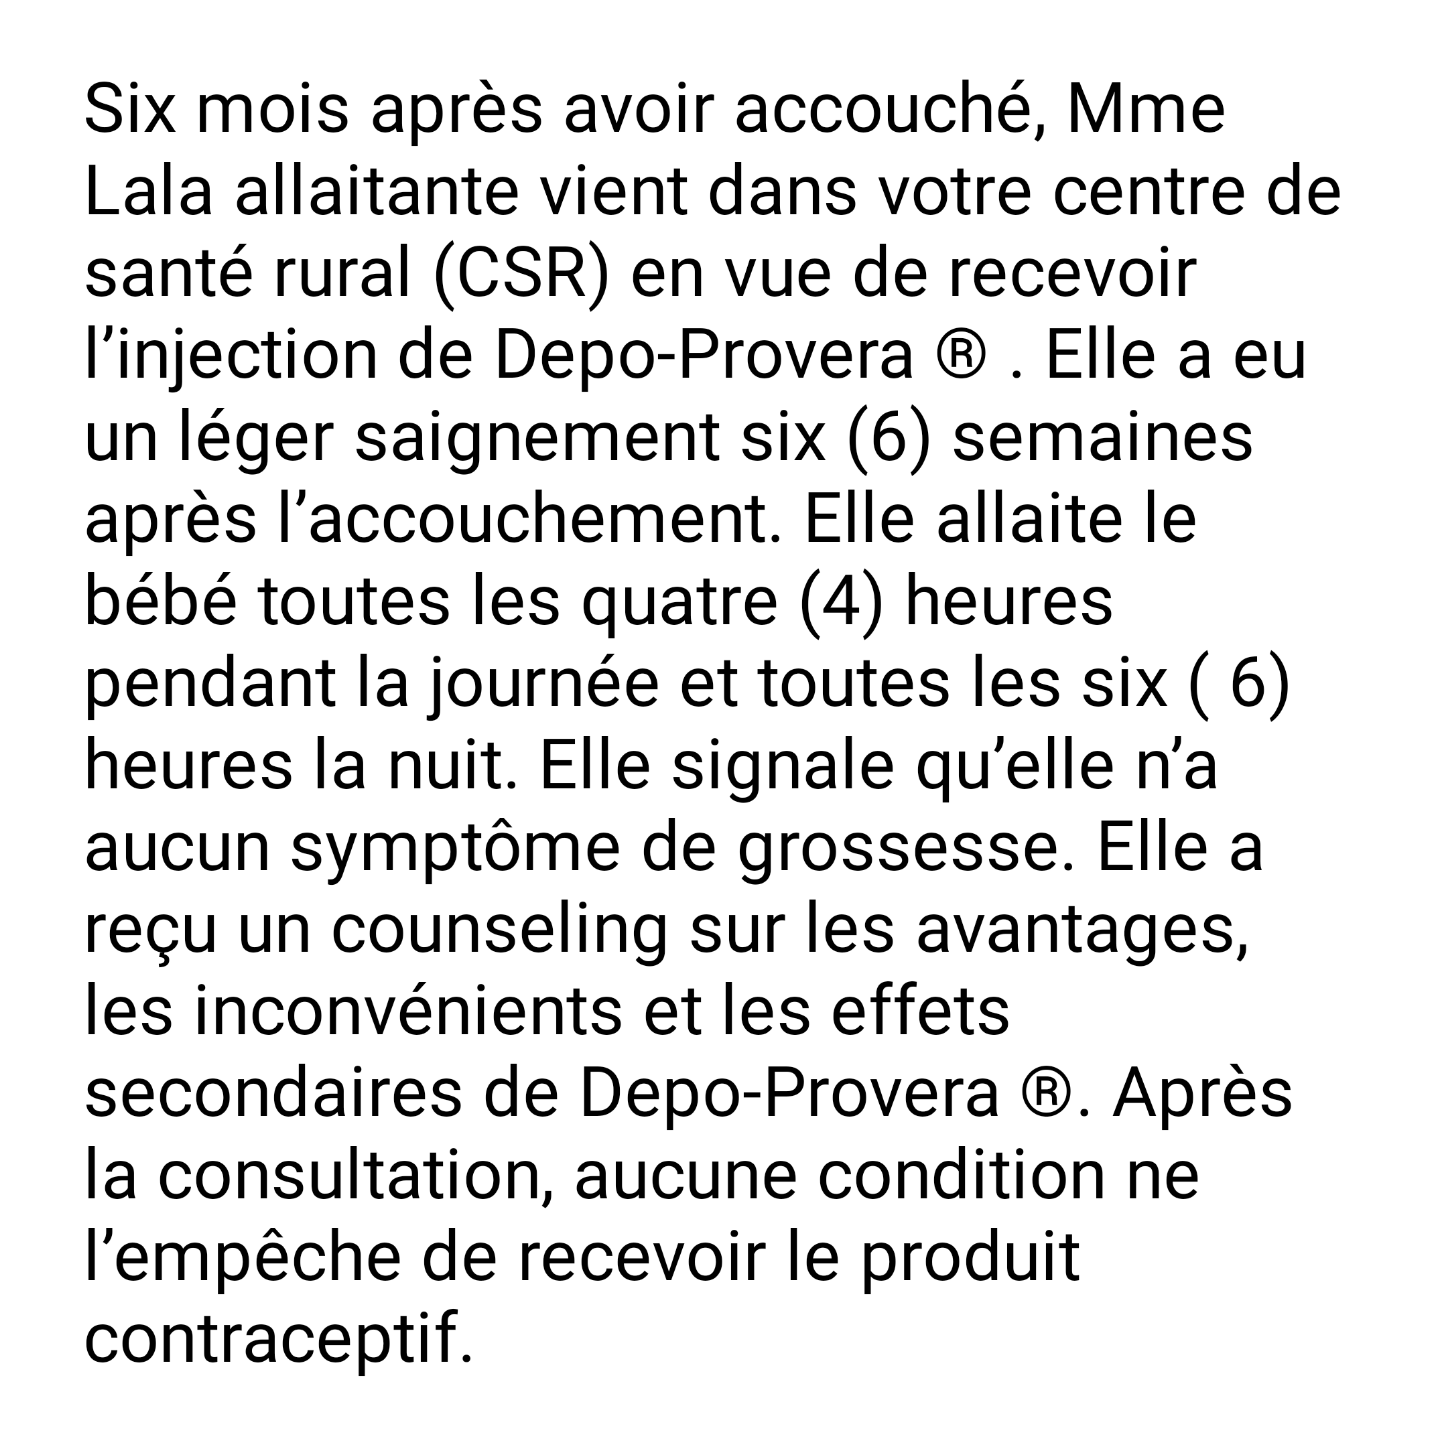 Six mois après avoir accouché, Mme
Lala allaitante vient dans votre centre de
santé rural (CSR) en vue de recevoir
l’injection de Depo-Provera ® . Elle a eu
un léger saignement six (6) semaines
après l’accouchement. Elle allaite le
bébé toutes les quatre (4) heures
pendant la journée et toutes les six ( 6)
heures la nuit. Elle signale qu’elle n’a
aucun symptôme de grossesse. Elle a
reçu un counseling sur les avantages,
les inconvénients et les effets
secondaires de Depo-Provera ®. Après
la consultation, aucune condition ne
l’empêche de recevoir le produit
contraceptif.